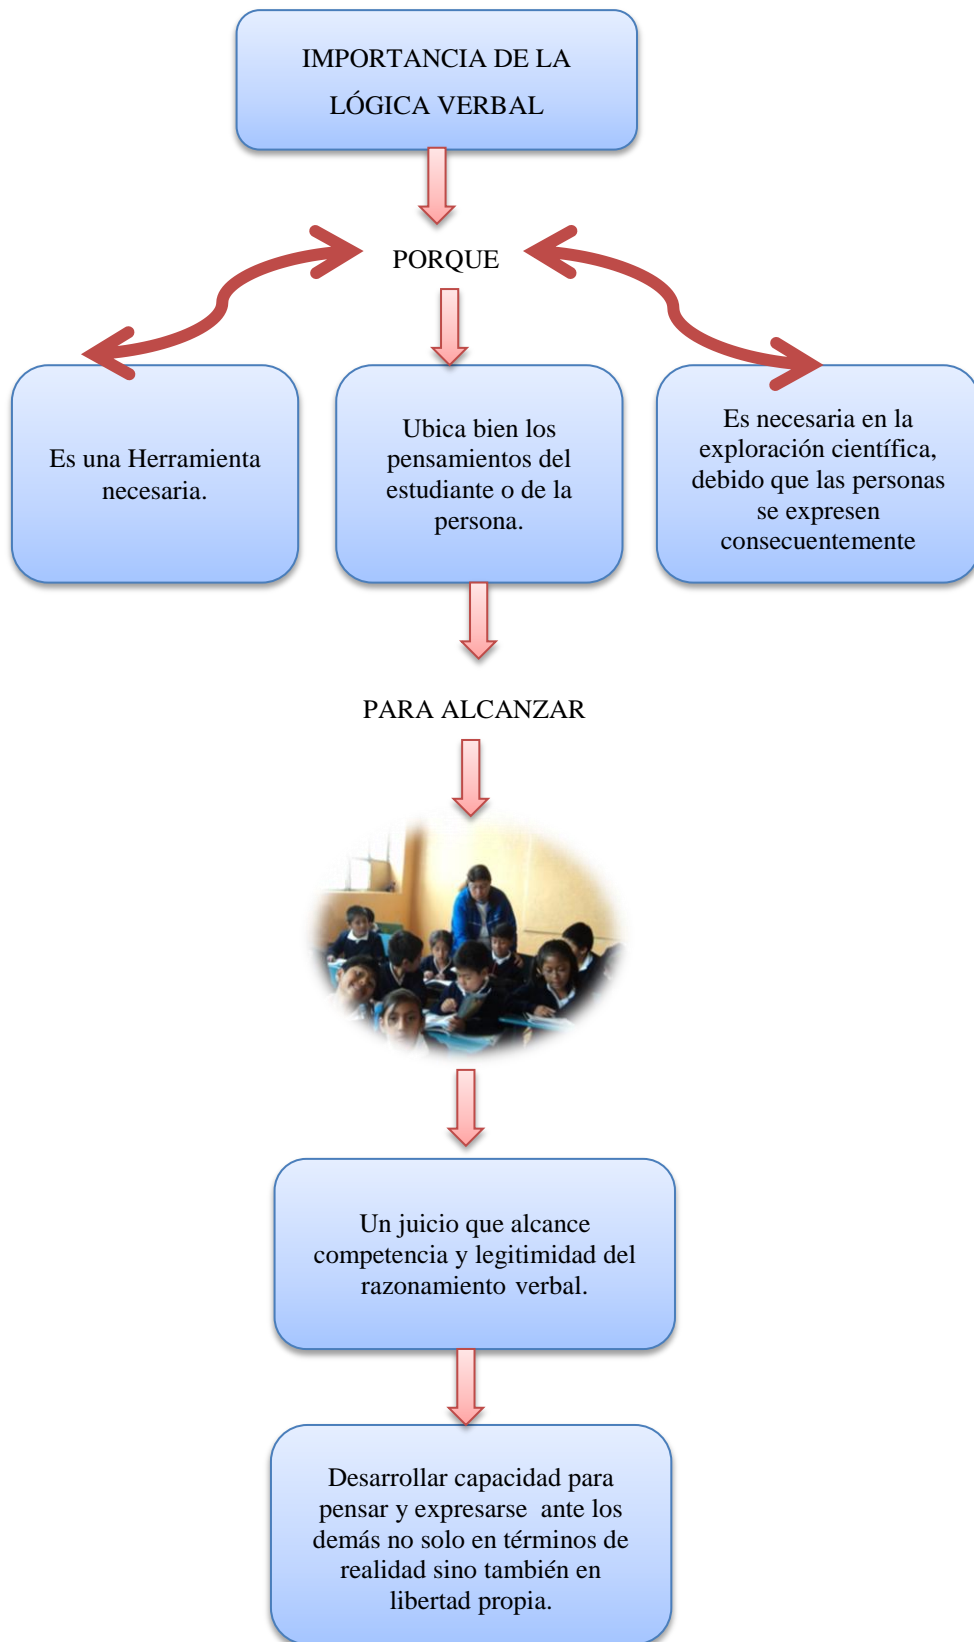 IMPORTANCIA DE LA
LÓGICA VERBAL
PORQUE
Es una Herramienta
necesaria.
Ubica bien los
pensamientos del
estudiante o de la
persona.
Es necesaria en la
exploración científica,
debido que las personas
se expresen
consecuentemente
PARA ALCANZAR
Un juicio que alcance
competencia y legitimidad del
razonamiento verbal.
Desarrollar capacidad para
pensar y expresarse ante los
demás no solo en términos de
realidad sino también en
libertad propia.